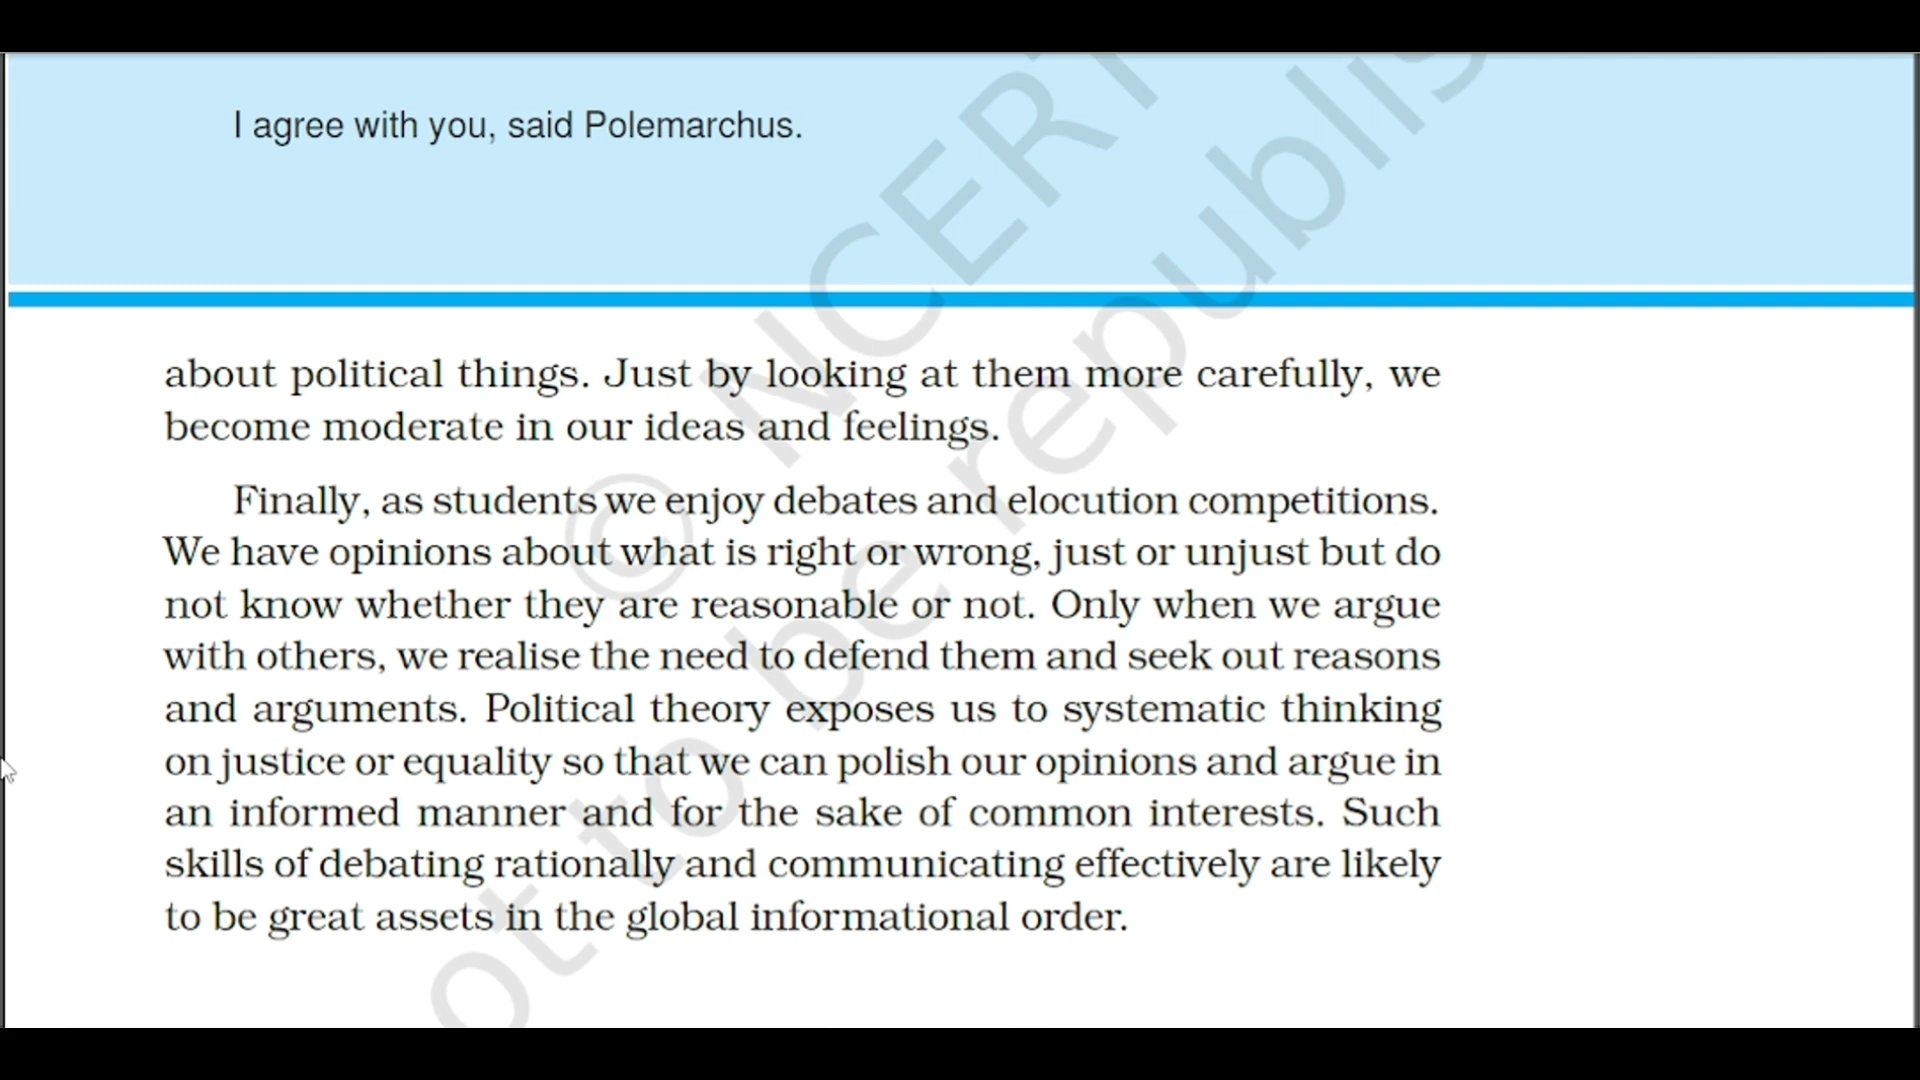 I agree with you, said Polemarchus.
about political things. Just by looking at them more carefully, we
become moderate in our ideas and feelings.
Finally, as students we enjoy debates and elocution competitions.
We have opinions about what is right or wrong, just or unjust but do
not know whether they are reasonable or not. Only when we argue
with others, we realise the need to defend them and seek out reasons
and arguments. Political theory exposes us to systematic thinking
on justice or equality so that we can polish our opinions and argue in
an informed manner and for the sake of common interests. Such
skills of debating rationally and communicating effectively are likely
to be great assets in the global informational order.
© NCERT
to be